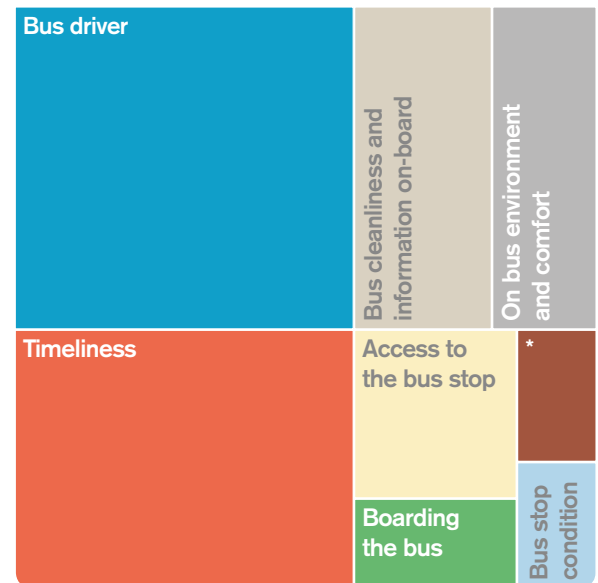 Bus driver
Bus cleanliness and
information on-board
On bus environment
and comfort
Timeliness
Access to
the bus stop
*
Boarding
the bus
Bus stop
condition